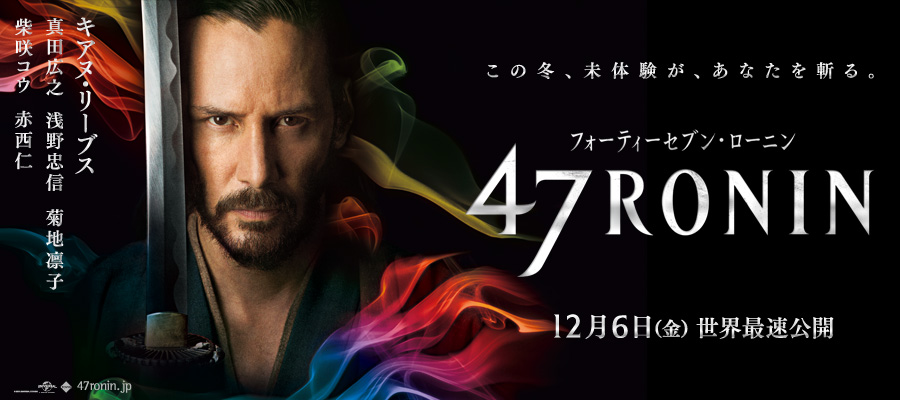 キアヌ・リーブス
真田広之 浅野忠信 菊地凛子
柴咲コウ 赤西仁
この冬、未体験が、あなたを斬る。
フォーティーセブン・ローニン
47RONIN
12月6日(金) 世界最速公開
UNIVERSAL
47ronin.jp